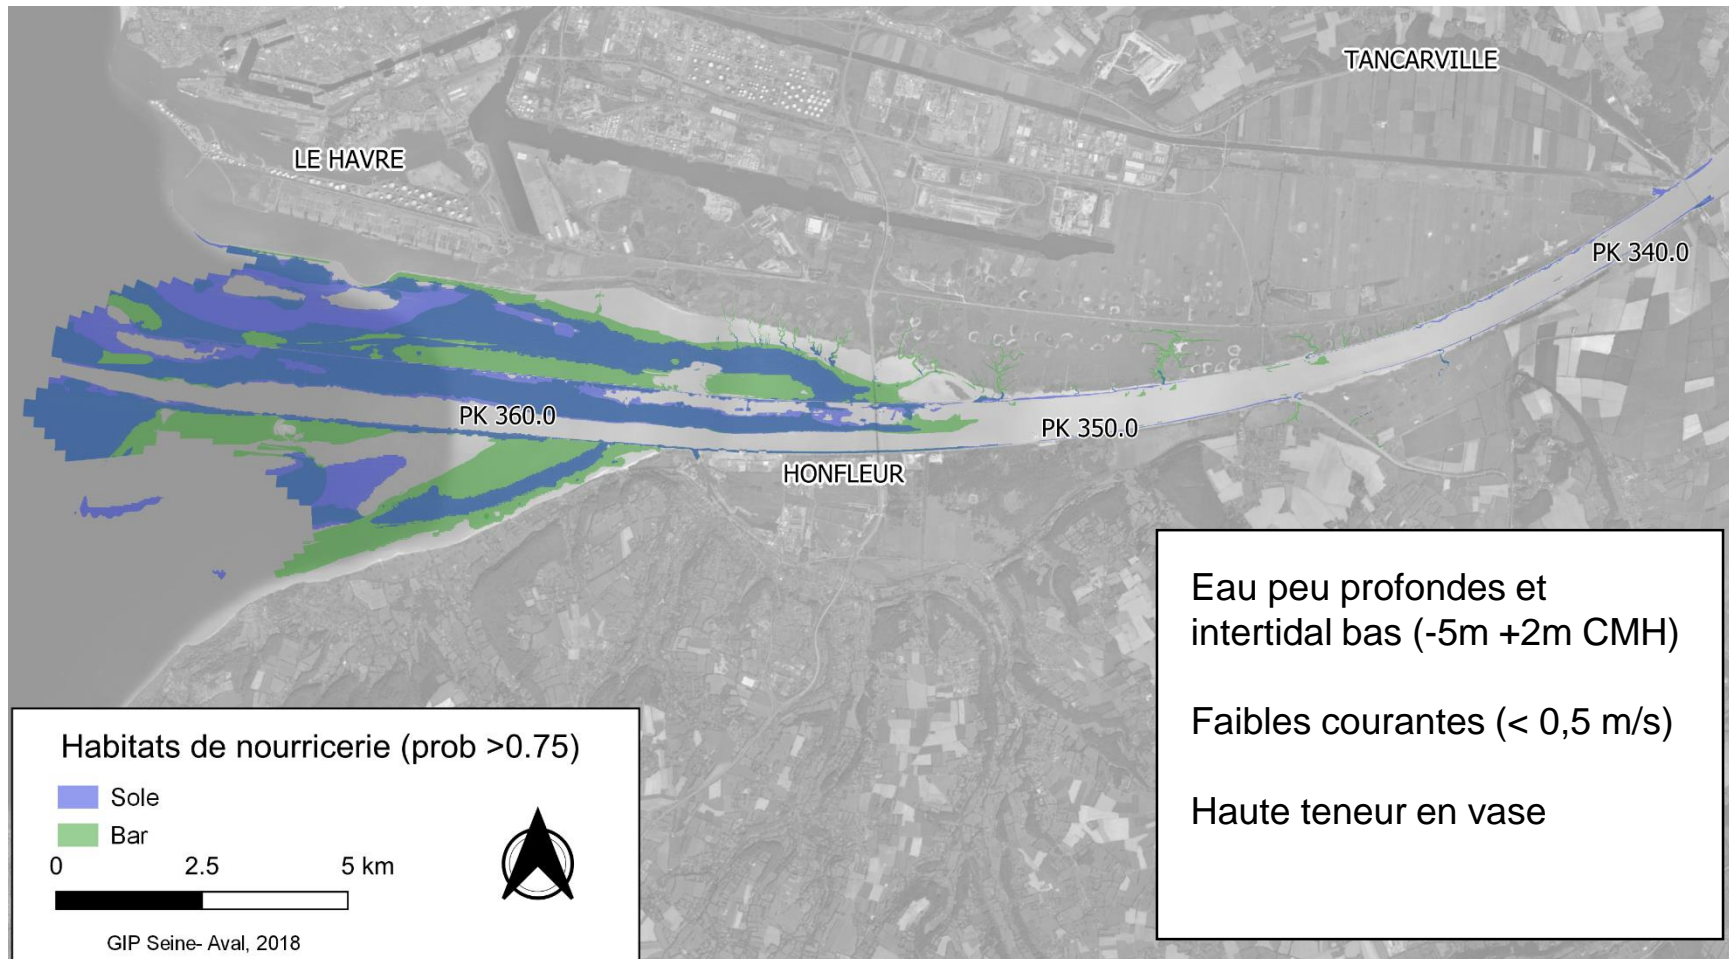 TANCARVILLE
LE HAVRE
PK 340.0
PK 360.0
PK 350.0
HONFLEUR
Eau peu profondes et
intertidal bas (-5m +2m CMH)
Faibles courantes (< 0,5 m/s)
Haute teneur en vase
Habitats de nourricerie (prob >0.75)
Sole
Bar
0 2.5 5 km
GIP Seine- Aval, 2018